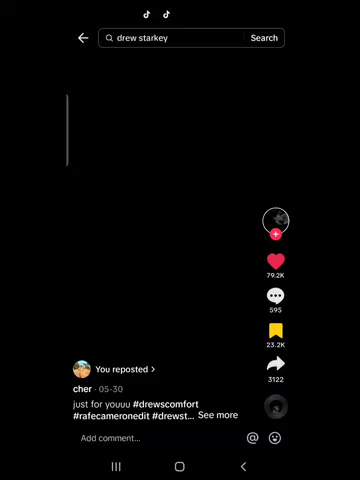 drew starkey
Search
79.2K
595
23.2K
3122
You reposted
cher · 05-30
just for youuu #drewscomfort
#rafecameronedit #drewst... See more
Add comment...